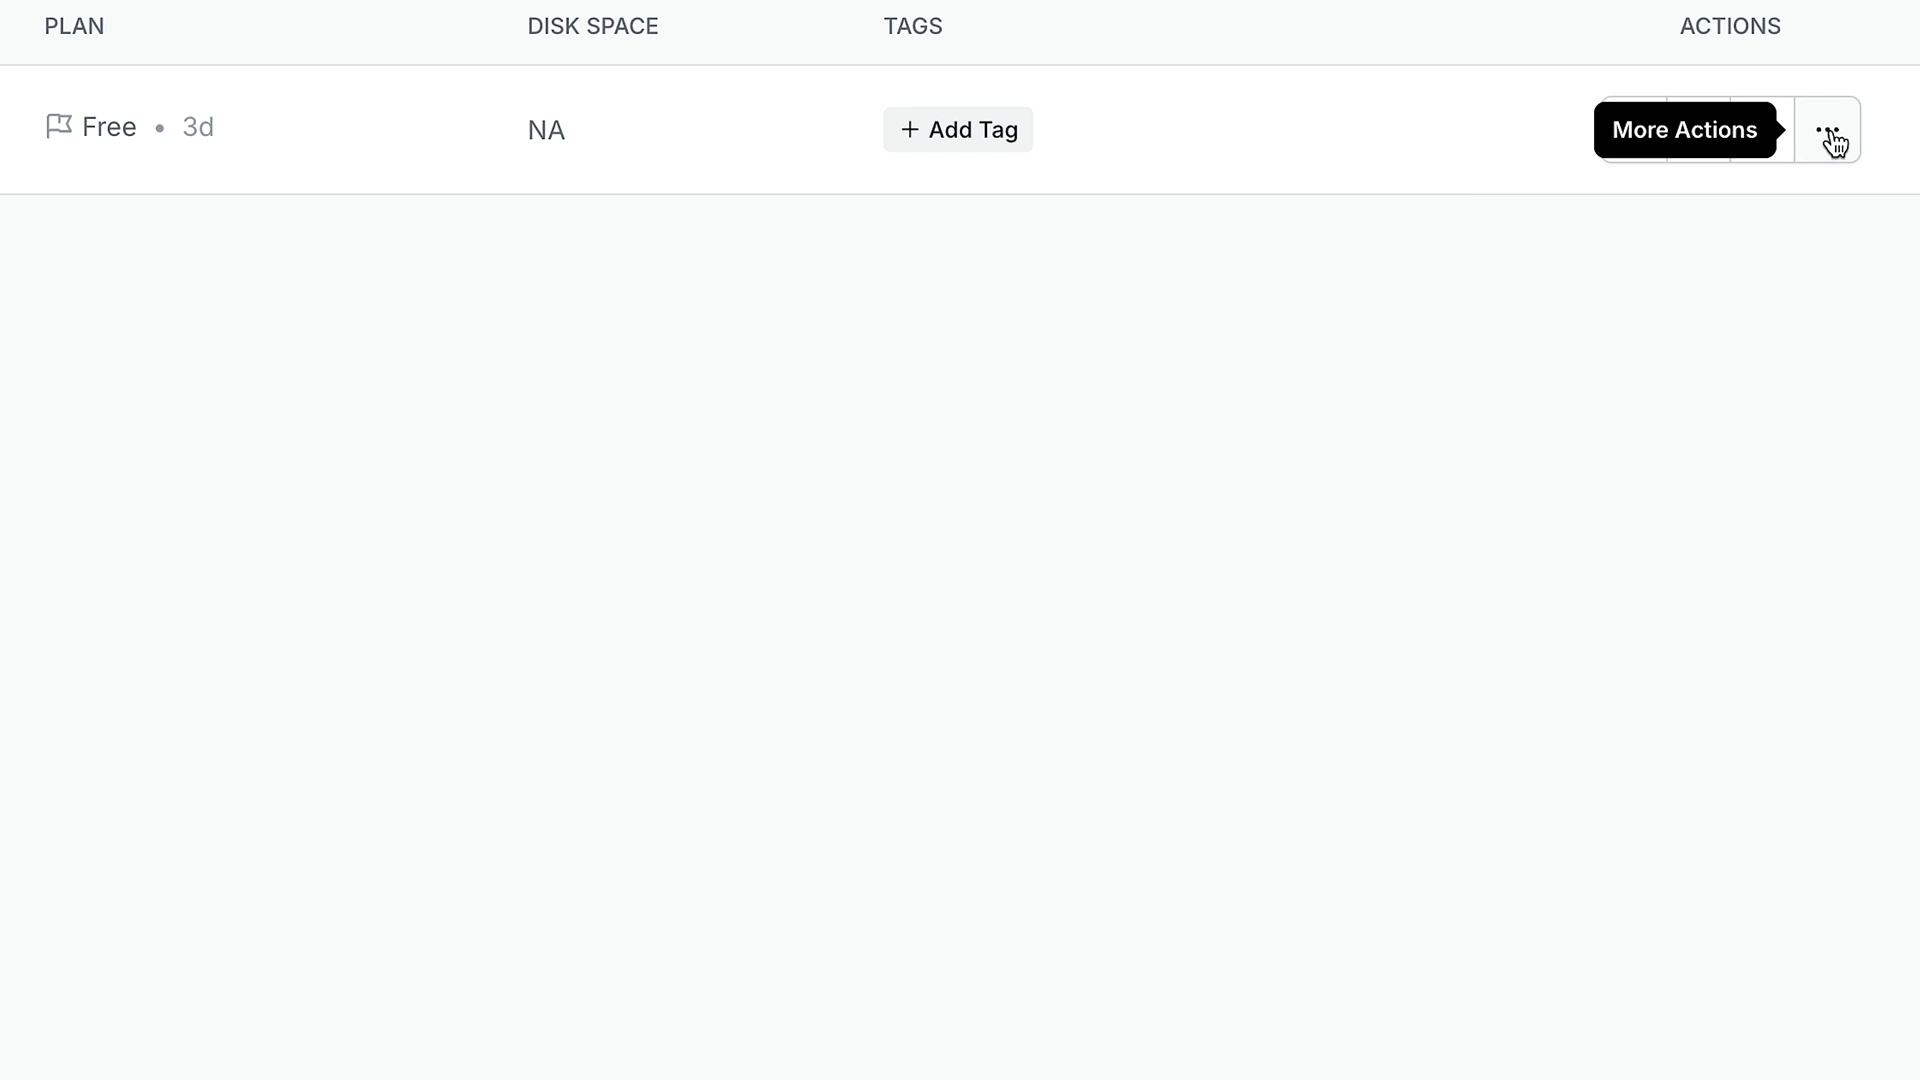 PLAN
DISK SPACE
TAGS
ACTIONS
Free • 3d
NA
+ Add Tag
More Actions